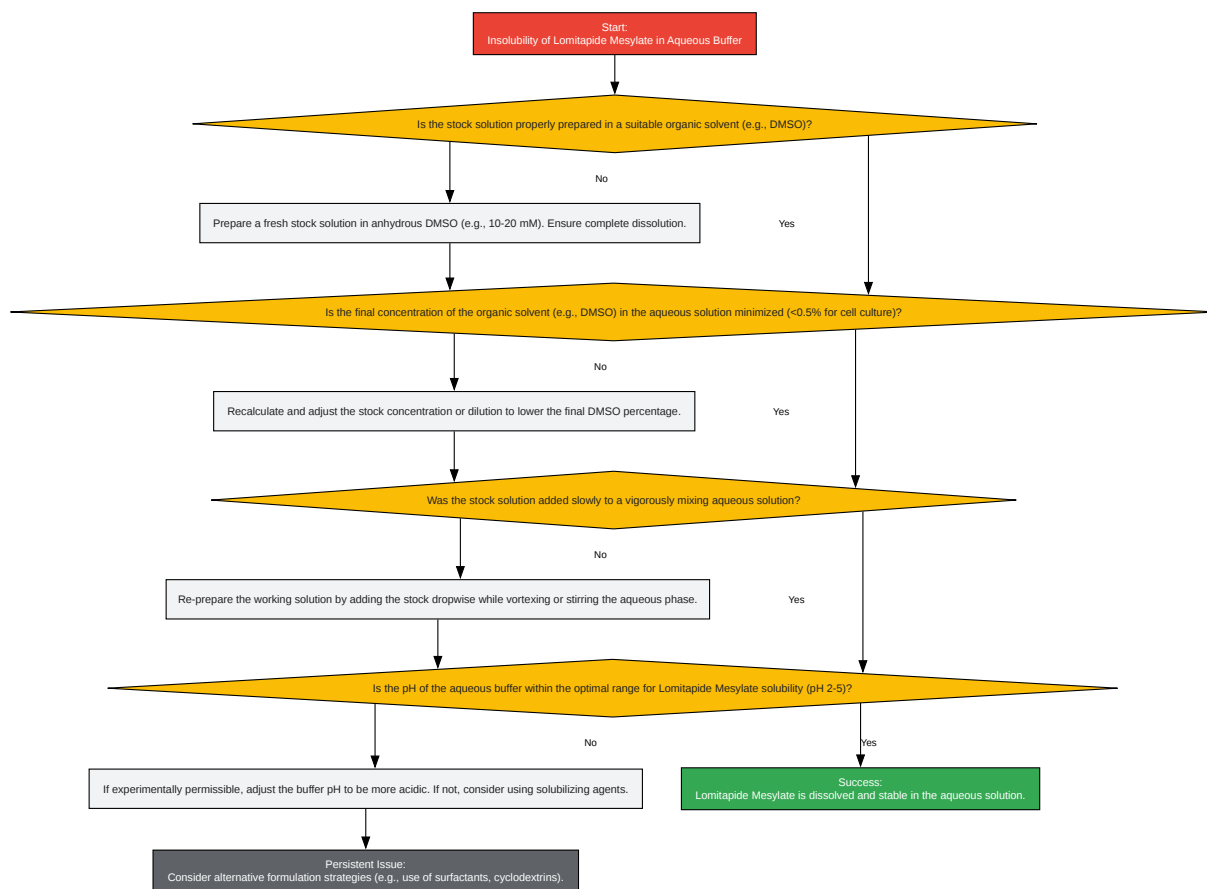 Start:
Insolubility of Lomitapide Mesylate in Aqueous Buffer
Is the stock solution properly prepared in a suitable organic solvent (e.g., DMSO)?
No
Prepare a fresh stock solution in anhydrous DMSO (e.g., 10-20 mM). Ensure complete dissolution.
Yes
Is the final concentration of the organic solvent (e.g., DMSO) in the aqueous solution minimized (<0.5% for cell culture)?
No
Recalculate and adjust the stock concentration or dilution to lower the final DMSO percentage.
Yes
Was the stock solution added slowly to a vigorously mixing aqueous solution?
No
Re-prepare the working solution by adding the stock dropwise while vortexing or stirring the aqueous phase.
Yes
Is the pH of the aqueous buffer within the optimal range for Lomitapide Mesylate solubility (pH 2-5)?
No
Yes
If experimentally permissible, adjust the buffer pH to be more acidic. If not, consider using solubilizing agents.
Success:
Lomitapide Mesylate is dissolved and stable in the aqueous solution.
Persistent Issue:
Consider alternative formulation strategies (e.g., use of surfactants, cyclodextrins).